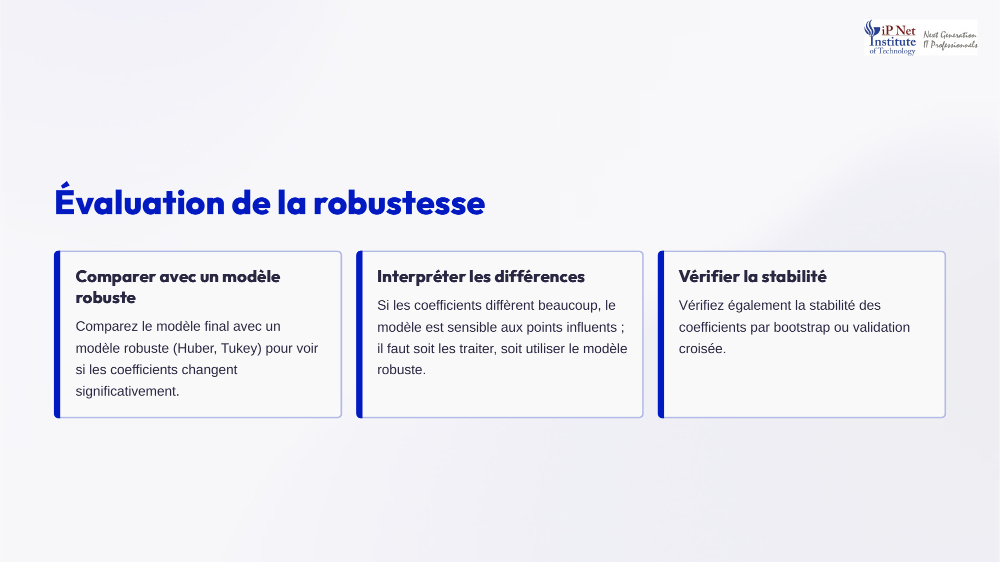 iP Net
Institute
of Technology
Next Generation
IT Professionnels
Évaluation de la robustesse
Comparer avec un modèle
robuste
Comparez le modèle final avec un
modèle robuste (Huber, Tukey) pour voir
si les coefficients changent
significativement.
Interpréter les différences
Si les coefficients diffèrent beaucoup, le
modèle est sensible aux points influents ;
il faut soit les traiter, soit utiliser le modèle
robuste.
Vérifier la stabilité
Vérifiez également la stabilité des
coefficients par bootstrap ou validation
croisée.